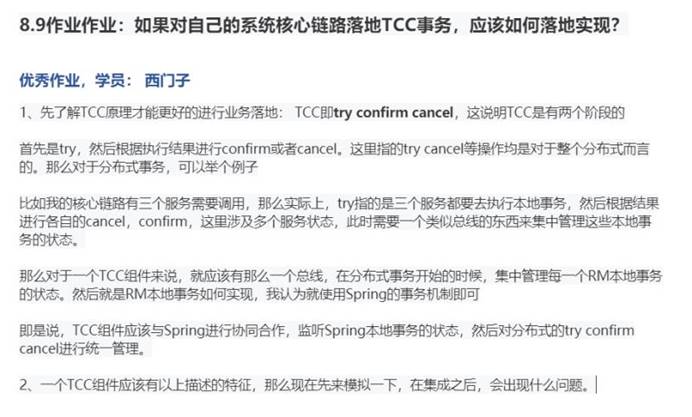 8.9作业作业：如果对自己的系统核心链路落地TCC事务，应该如何落地实现？
优秀作业，学员： 西门子
1、先了解TCC原理才能更好的进行业务落地： TCC即try confirm cancel，这说明TCC是有两个阶段的
首先是try，然后根据执行结果进行confirm或者cancel。这里指的try cancel等操作均是对于整个分布式而言
的。那么对于分布式事务，可以举个例子
比如我的核心链路有三个服务需要调用，那么实际上，try指的是三个服务都要去执行本地事务，然后根据结果
进行各自的cancel，confirm，这里涉及多个服务状态，此时需要一个类似总线的东西来集中管理这些本地事
务的状态。
那么对于一个TCC组件来说，就应该有那么一个总线，在分布式事务开始的时候，集中管理每一个RM本地事务
的状态。然后就是RM本地事务如何实现，我认为就使用Spring的事务机制即可
即是说，TCC组件应该与Spring进行协同合作，监听Spring本地事务的状态，然后对分布式的try confirm
cancel进行统一管理。
2、一个TCC组件应该有以上描述的特征，那么现在先来模拟一下，在集成之后，会出现什么问题。